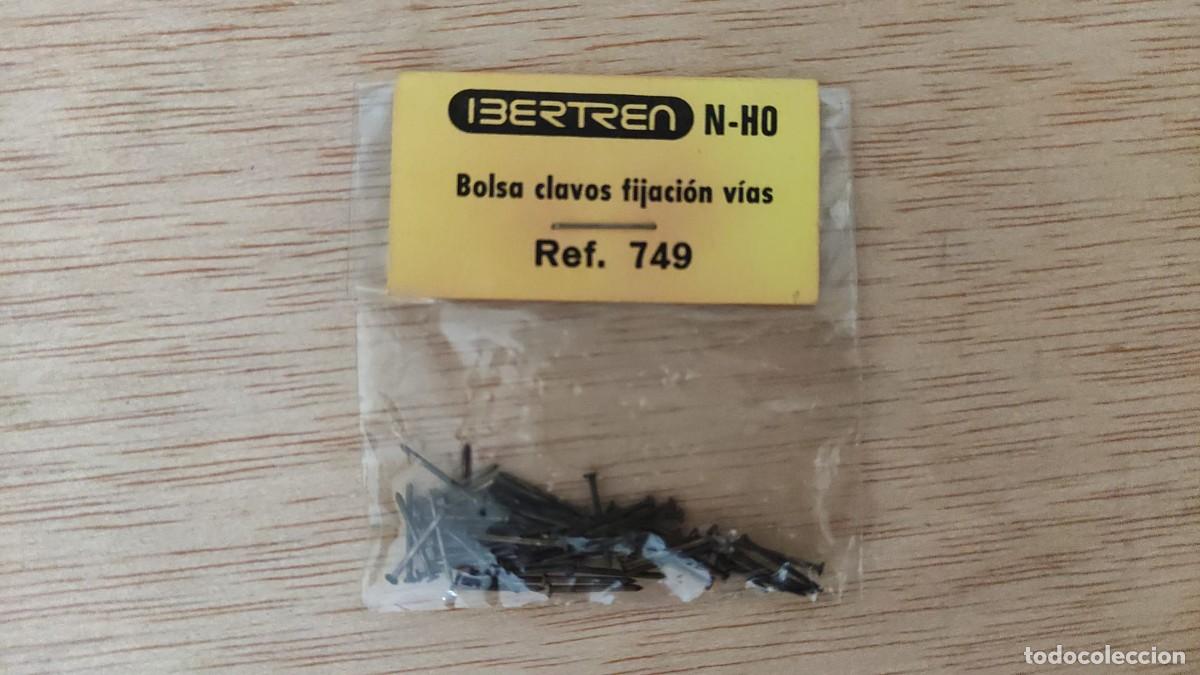 IBERTREN N-HO
Bolsa clavos fijación vías
Ref. 749
todocoleccion